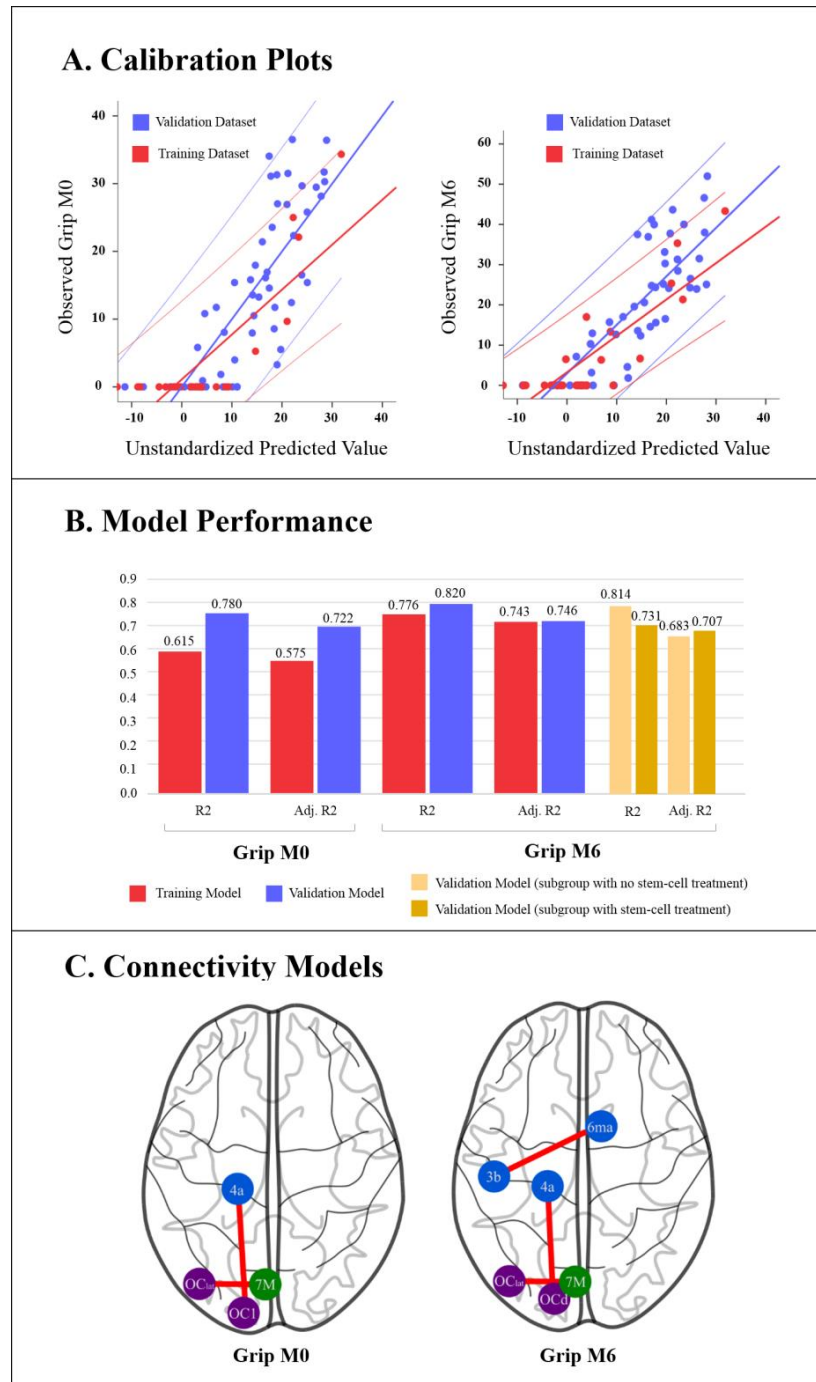 A. Calibration Plots
Validation Dataset
Training Dataset
Observed Grip M0
40
30
20
10
0
-10 0 10 20 30 40
Unstandardized Predicted Value
Validation Dataset
Training Dataset
Observed Grip M6
60
50
40
30
20
10
0
-10 0 10 20 30 40
Unstandardized Predicted Value
B. Model Performance
0.9
0.8
0.7
0.6
0.5
0.4
0.3
0.2
0.1
0.0
0.615 0.780 0.575 0.722 0.776 0.820 0.743 0.746 0.814 0.731 0.683 0.707
R2 Adj. R2 R2 Adj. R2 R2 Adj. R2
Grip M0 Grip M6
Training Model Validation Model
Validation Model (subgroup with no stem-cell treatment)
Validation Model (subgroup with stem-cell treatment)
C. Connectivity Models
4a
OClat 7M
OC1
Grip M0
6ma
3b 4a
OClat 7M
OCd
Grip M6